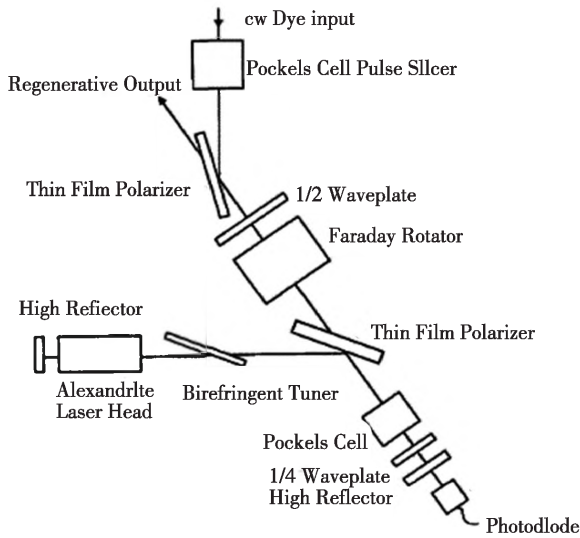 cw Dye input
Pockels Cell Pulse Sllcer
Regenerative Output
Thin Film Polarizer
1/2 Waveplate
Faraday Rotator
High Refiector
Thin Film Polarizer
Alexandrlte
Laser Head
Birefringent Tuner
Pockels Cell
1/4 Waveplate
High Reflector
Photodlode